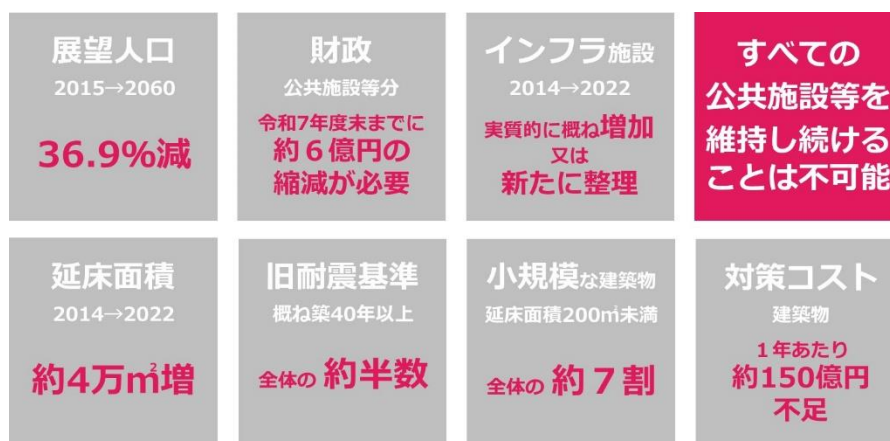 展望人口
2015→2060
36.9%減
財政
公共施設等分
令和7年度末までに
約6億円の
縮減が必要
インフラ施設
2014→2022
実質的に概ね増加
又は
新たに整理
すべての
公共施設等を
維持し続ける
ことは不可能
延床面積
2014→2022
約4万㎡増
旧耐震基準
概ね築40年以上
全体の 約半数
小規模な建築物
延床面積200㎡未満
全体の 約7割
対策コスト
建築物
1年あたり
約150億円
不足